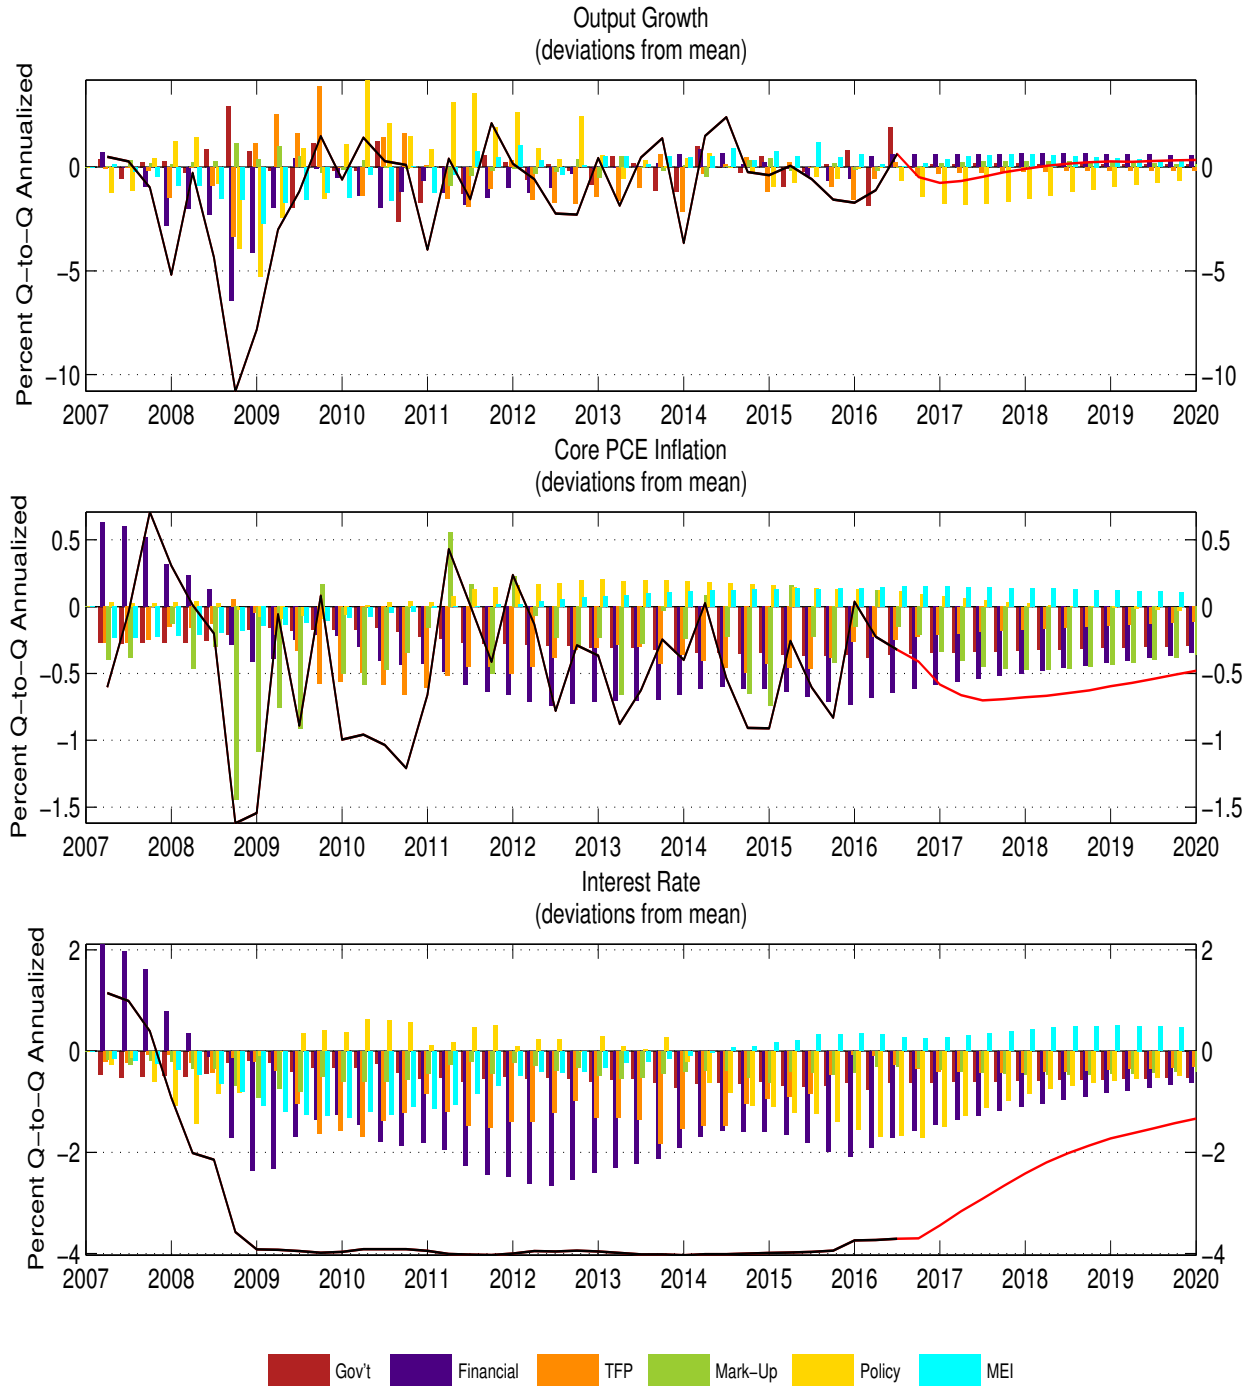 Output Growth
(deviations from mean)
Percent Q−to−Q Annualized
0 0
−5 −5
−10 −10
2007 2008 2009 2010 2011 2012 2013 2014 2015 2016 2017 2018 2019 2020
Core PCE Inflation
(deviations from mean)
Percent Q−to−Q Annualized
0.5 0.5
0 0
−0.5 −0.5
−1 −1
−1.5 −1.5
2007 2008 2009 2010 2011 2012 2013 2014 2015 2016 2017 2018 2019 2020
Interest Rate
(deviations from mean)
Percent Q−to−Q Annualized
2 2
0 0
−2 −2
−4 −4
2007 2008 2009 2010 2011 2012 2013 2014 2015 2016 2017 2018 2019 2020
Gov't Financial TFP Mark−Up Policy MEI